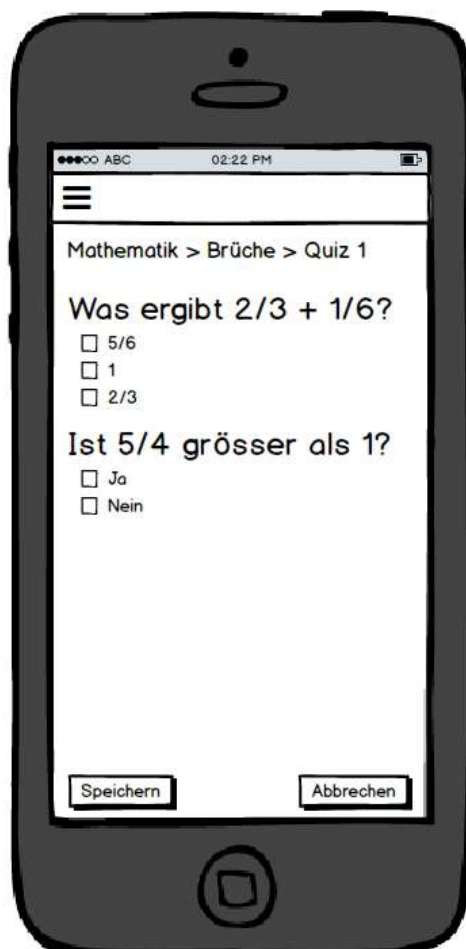 ABC 02:22 PM
Mathematik > Brüche > Quiz 1
Was ergibt 2/3 + 1/6?
5/6
1
2/3
Ist 5/4 grösser als 1?
Ja
Nein
Speichern Abbrechen